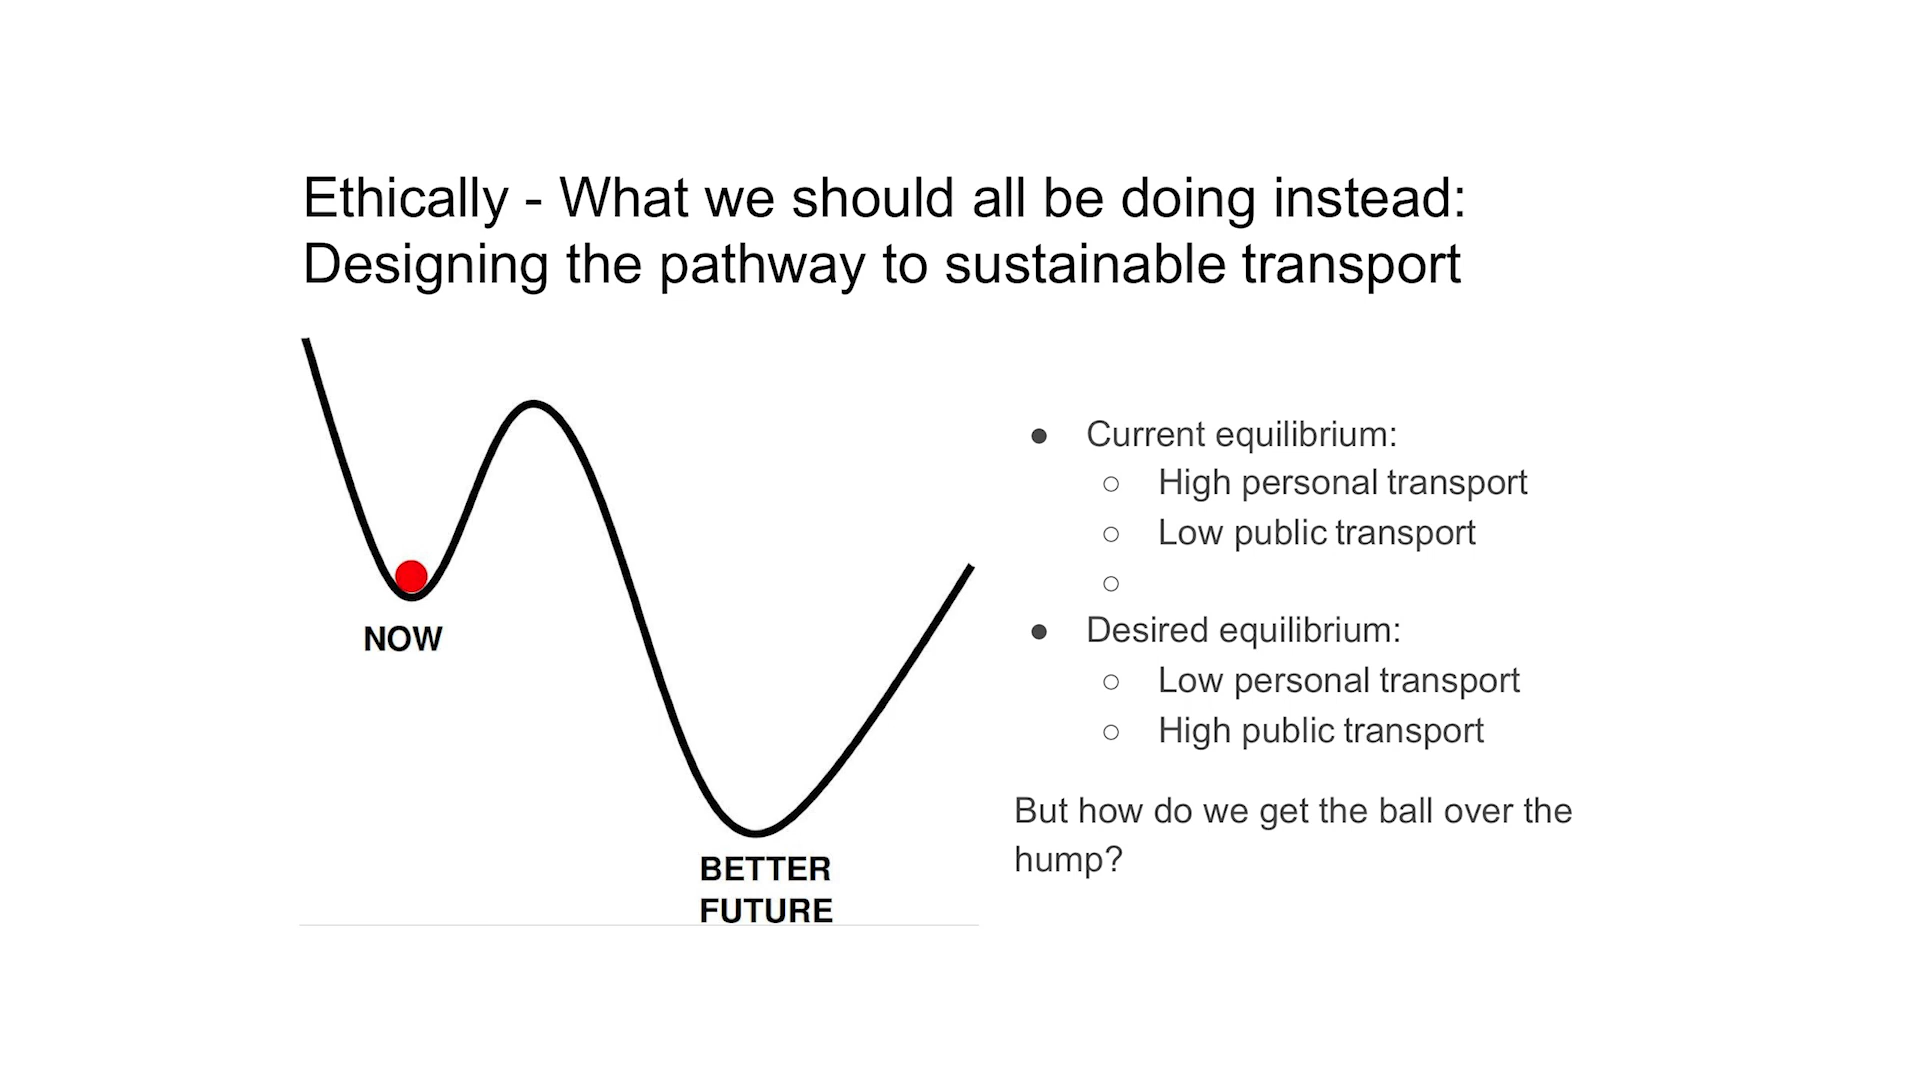 Ethically - What we should all be doing instead:
Designing the pathway to sustainable transport
NOW
BETTER
FUTURE
● Current equilibrium:
○ High personal transport
○ Low public transport
○
● Desired equilibrium:
○ Low personal transport
○ High public transport
But how do we get the ball over the
hump?